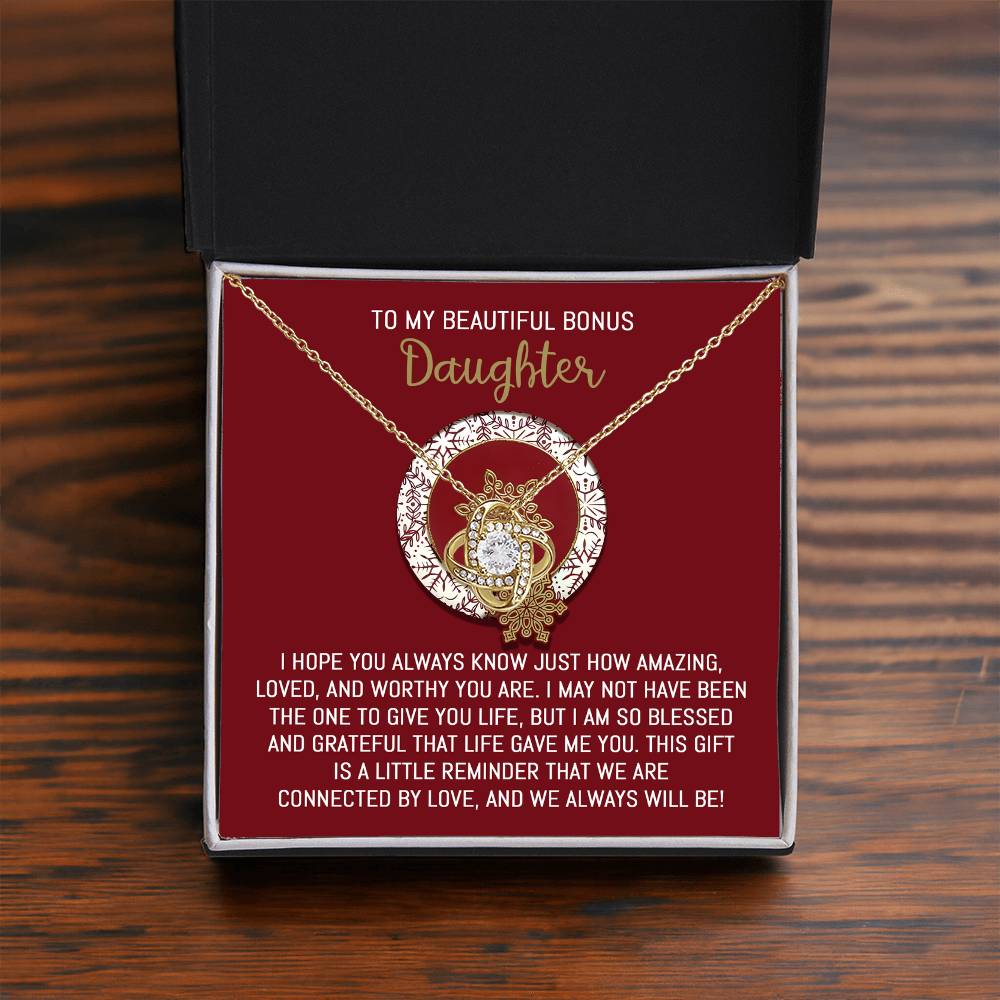 TO MY BEAUTIFUL BONUS
Daughter
I HOPE YOU ALWAYS KNOW JUST HOW AMAZING,
LOVED, AND WORTHY YOU ARE. I MAY NOT HAVE BEEN
THE ONE TO GIVE YOU LIFE, BUT I AM SO BLESSED
AND GRATEFUL THAT LIFE GAVE ME YOU. THIS GIFT
IS A LITTLE REMINDER THAT WE ARE
CONNECTED BY LOVE, AND WE ALWAYS WILL BE!